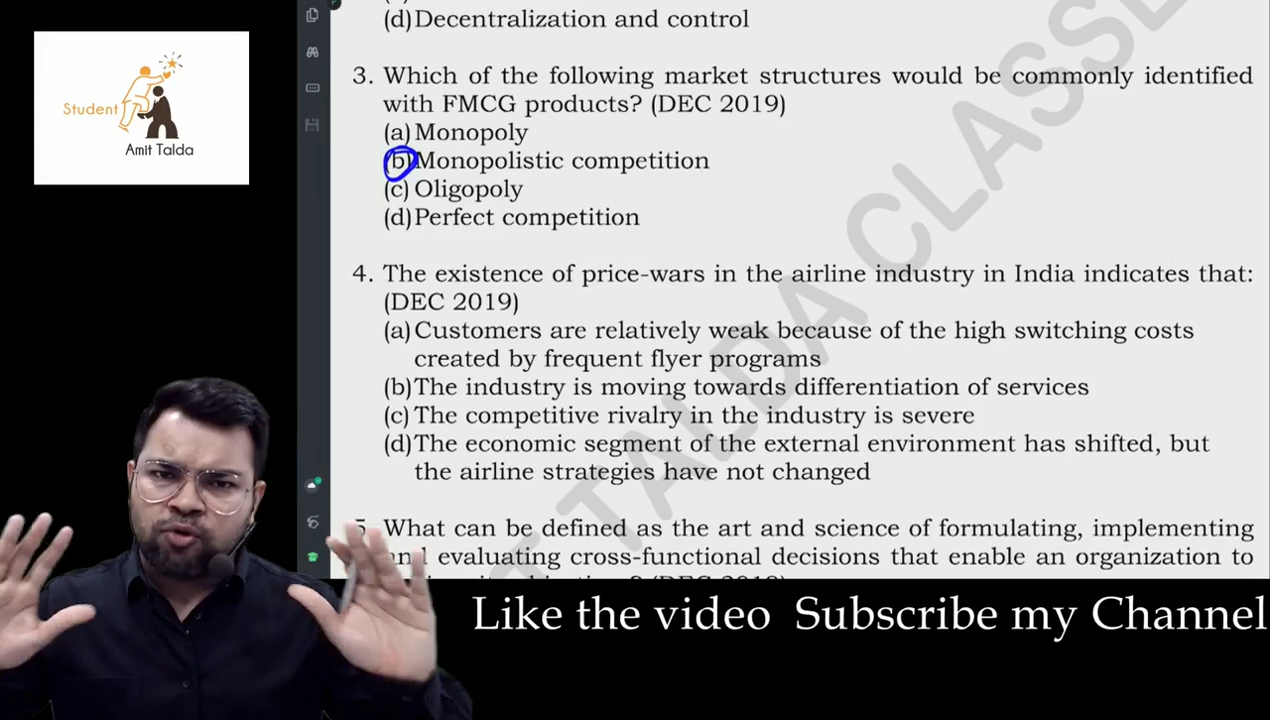 (d) Decentralization and control
Student
Amit Talda
3. Which of the following market structures would be commonly identified
with FMCG products? (DEC 2019)
(a) Monopoly
(b) Monopolistic competition
(c) Oligopoly
(d) Perfect competition
4. The existence of price-wars in the airline industry in India indicates that:
(DEC 2019)
(a) Customers are relatively weak because of the high switching costs
created by frequent flyer programs
(b) The industry is moving towards differentiation of services
(c) The competitive rivalry in the industry is severe
(d) The economic segment of the external environment has shifted, but
the airline strategies have not changed
5. What can be defined as the art and science of formulating, implementing
and evaluating cross-functional decisions that enable an organization to
TALDA CLASSE
Like the video Subscribe my Channel